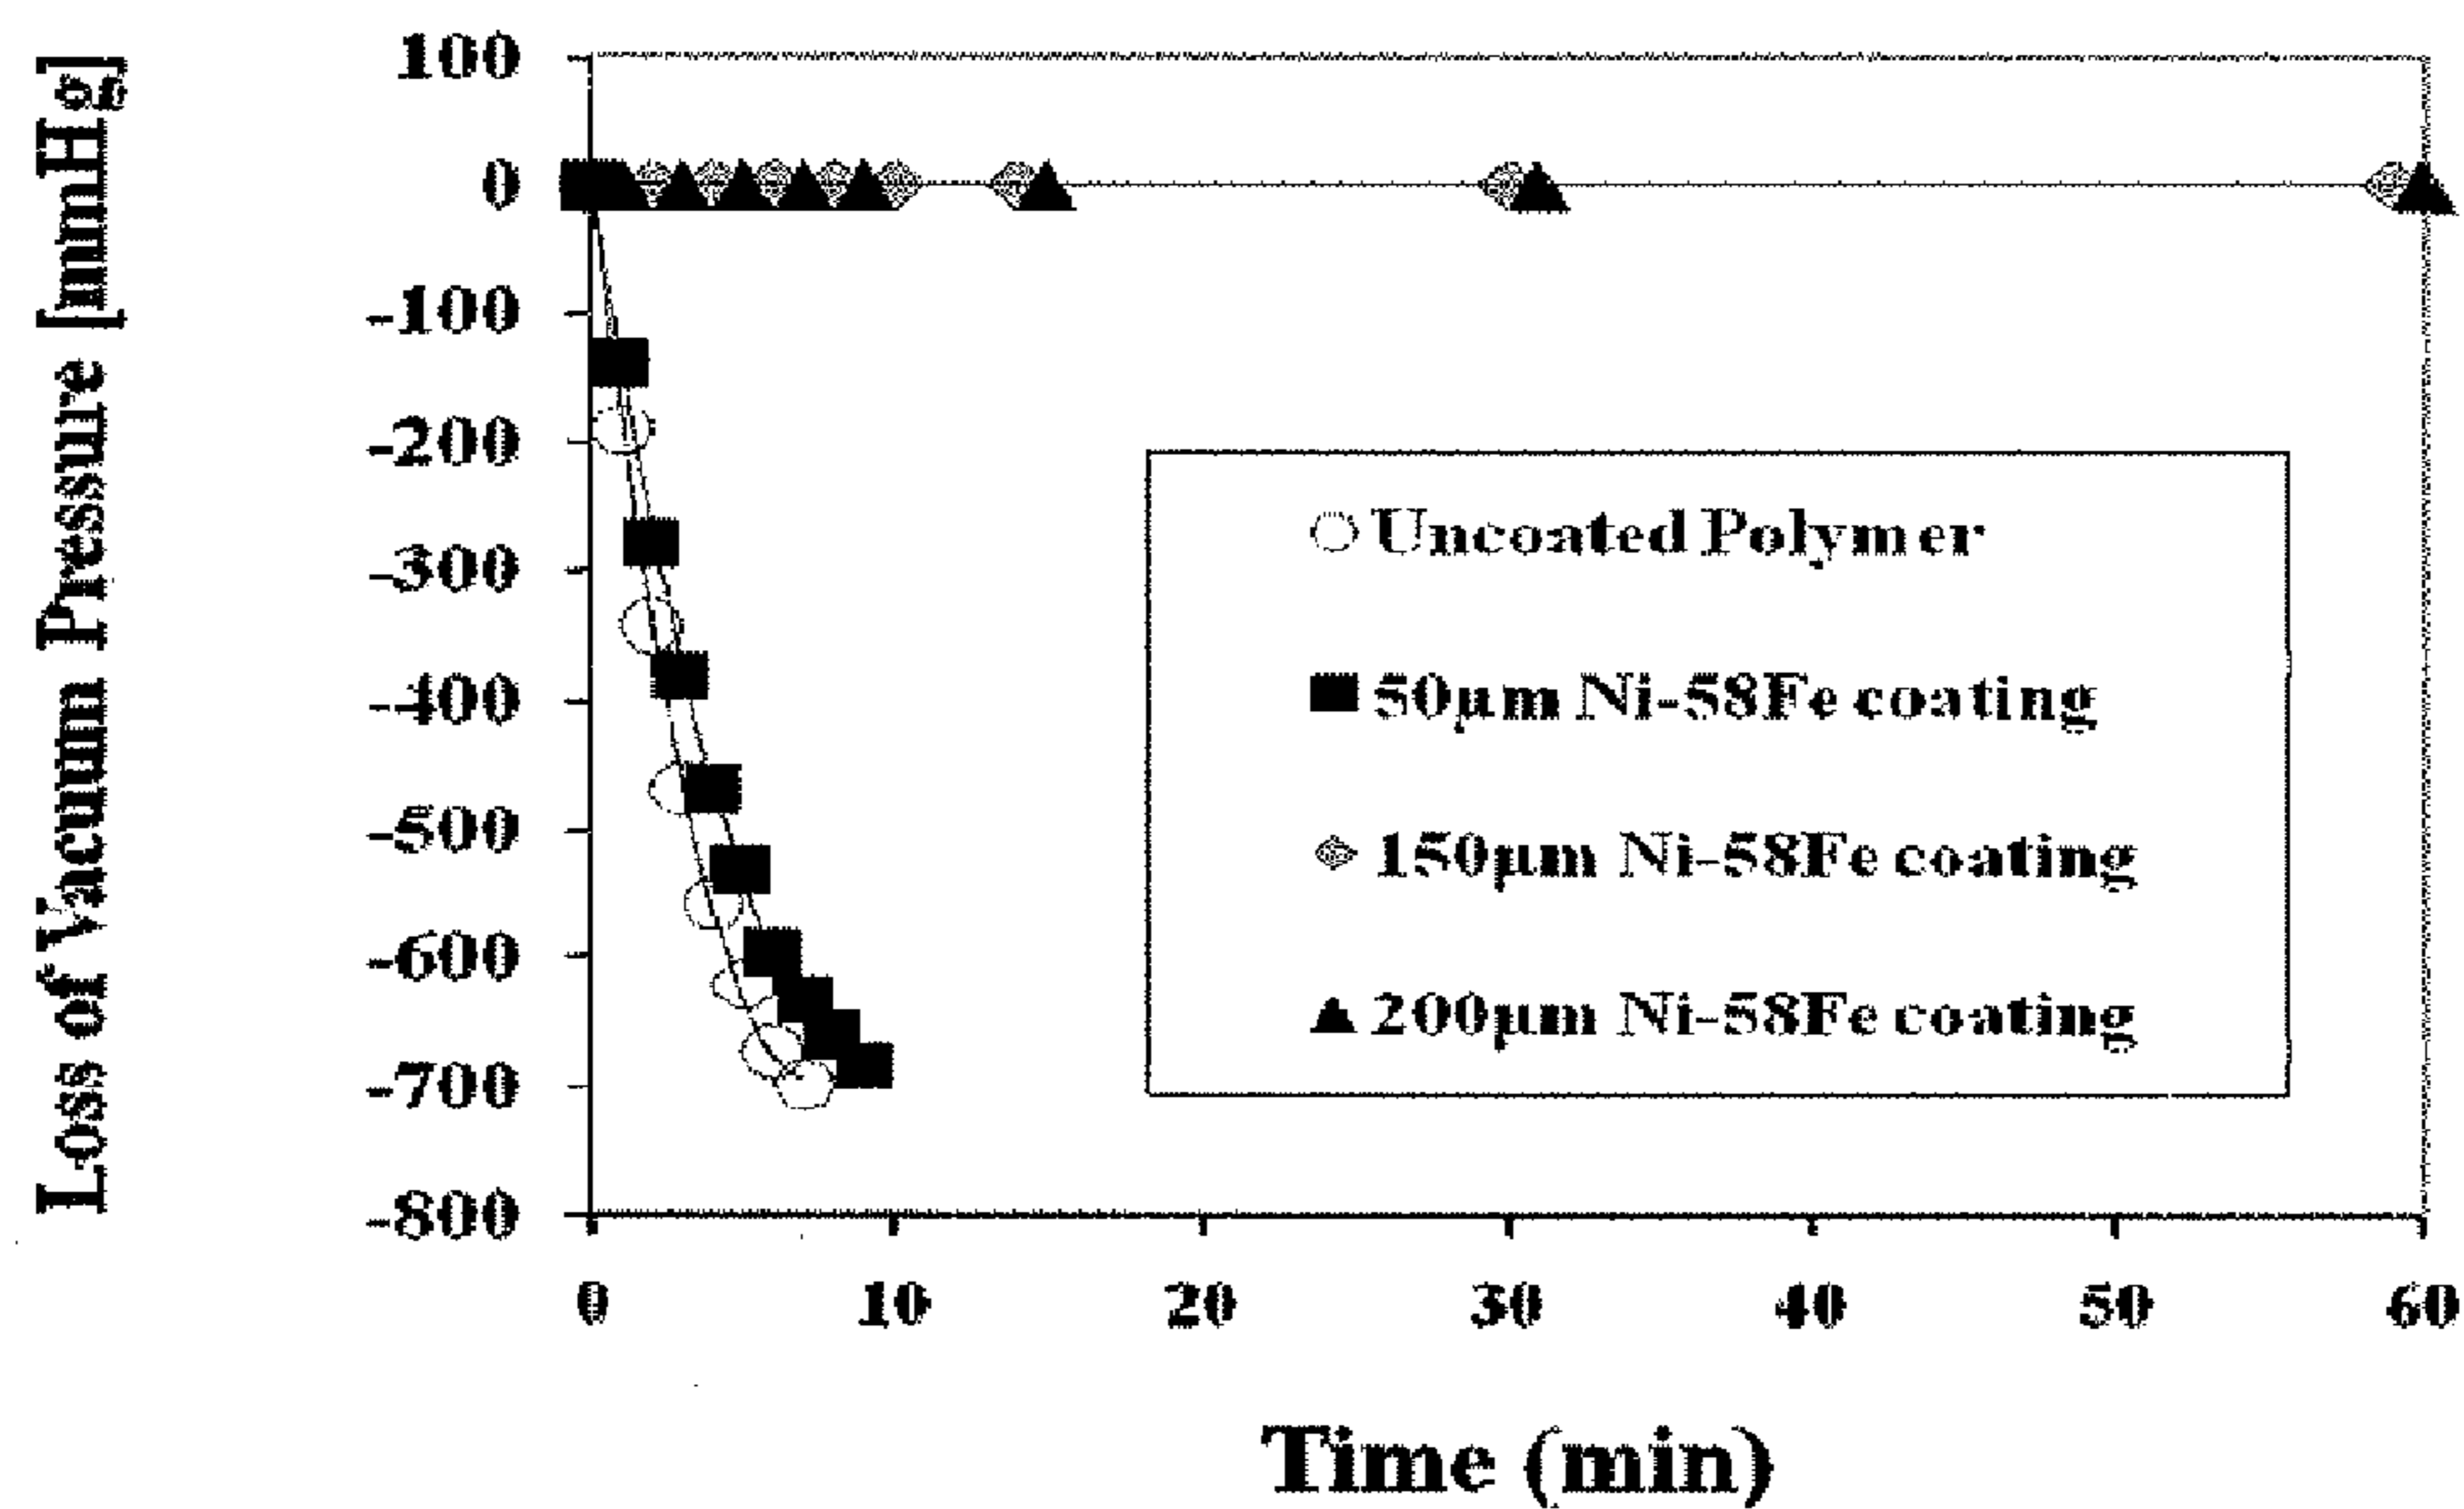 Loss of Vacuum Pressure [mmHg]
100
0
-100
-200
-300
-400
-500
-600
-700
-800
Uncoated Polymer
50µm Ni-58Fe coating
150µm Ni-58Fe coating
200µm Ni-58Fe coating
0 10 20 30 40 50 60
Time (min)